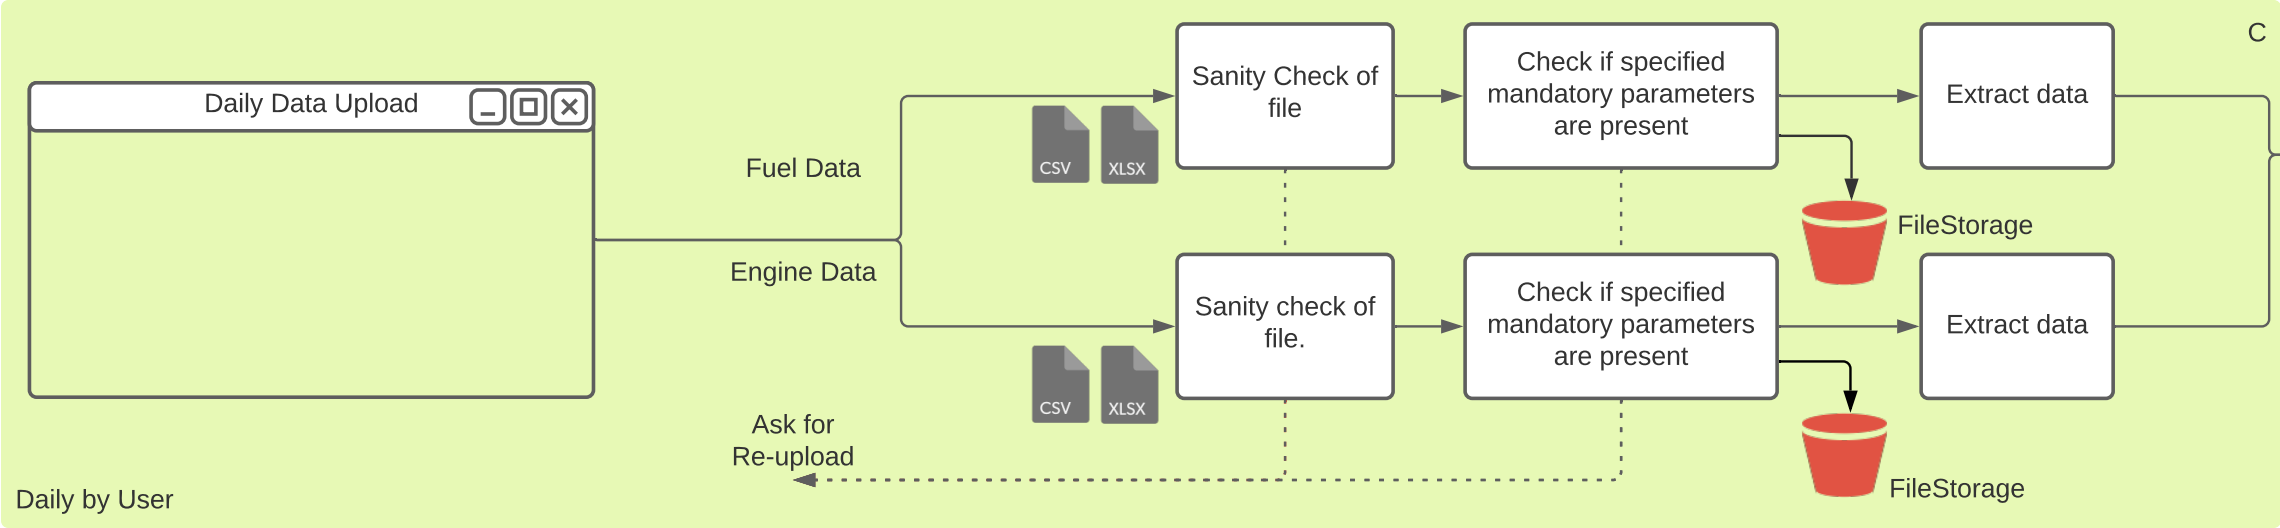 Daily Data Upload
Fuel Data
Engine Data
CSV
XLSX
Sanity Check of
file
Check if specified
mandatory parameters
are present
Extract data
C
FileStorage
CSV
XLSX
Sanity check of
file.
Check if specified
mandatory parameters
are present
Extract data
FileStorage
Ask for
Re-upload
Daily by User